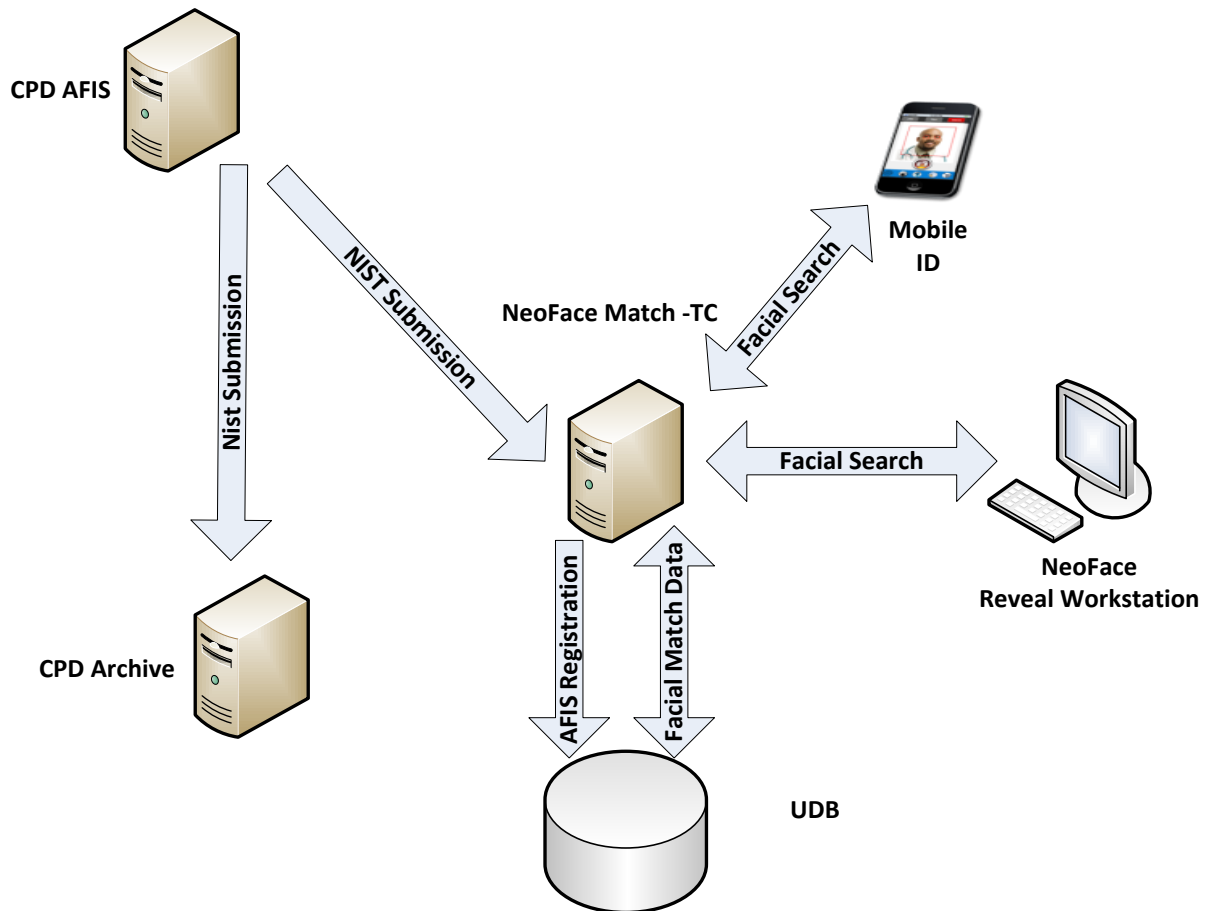 CPD AFIS
Mobile
ID
NIST Submission
Facial Search
Nist Submission
NeoFace Match -TC
Facial Search
NeoFace
Reveal Workstation
AFIS Registration
Facial Match Data
CPD Archive
UDB